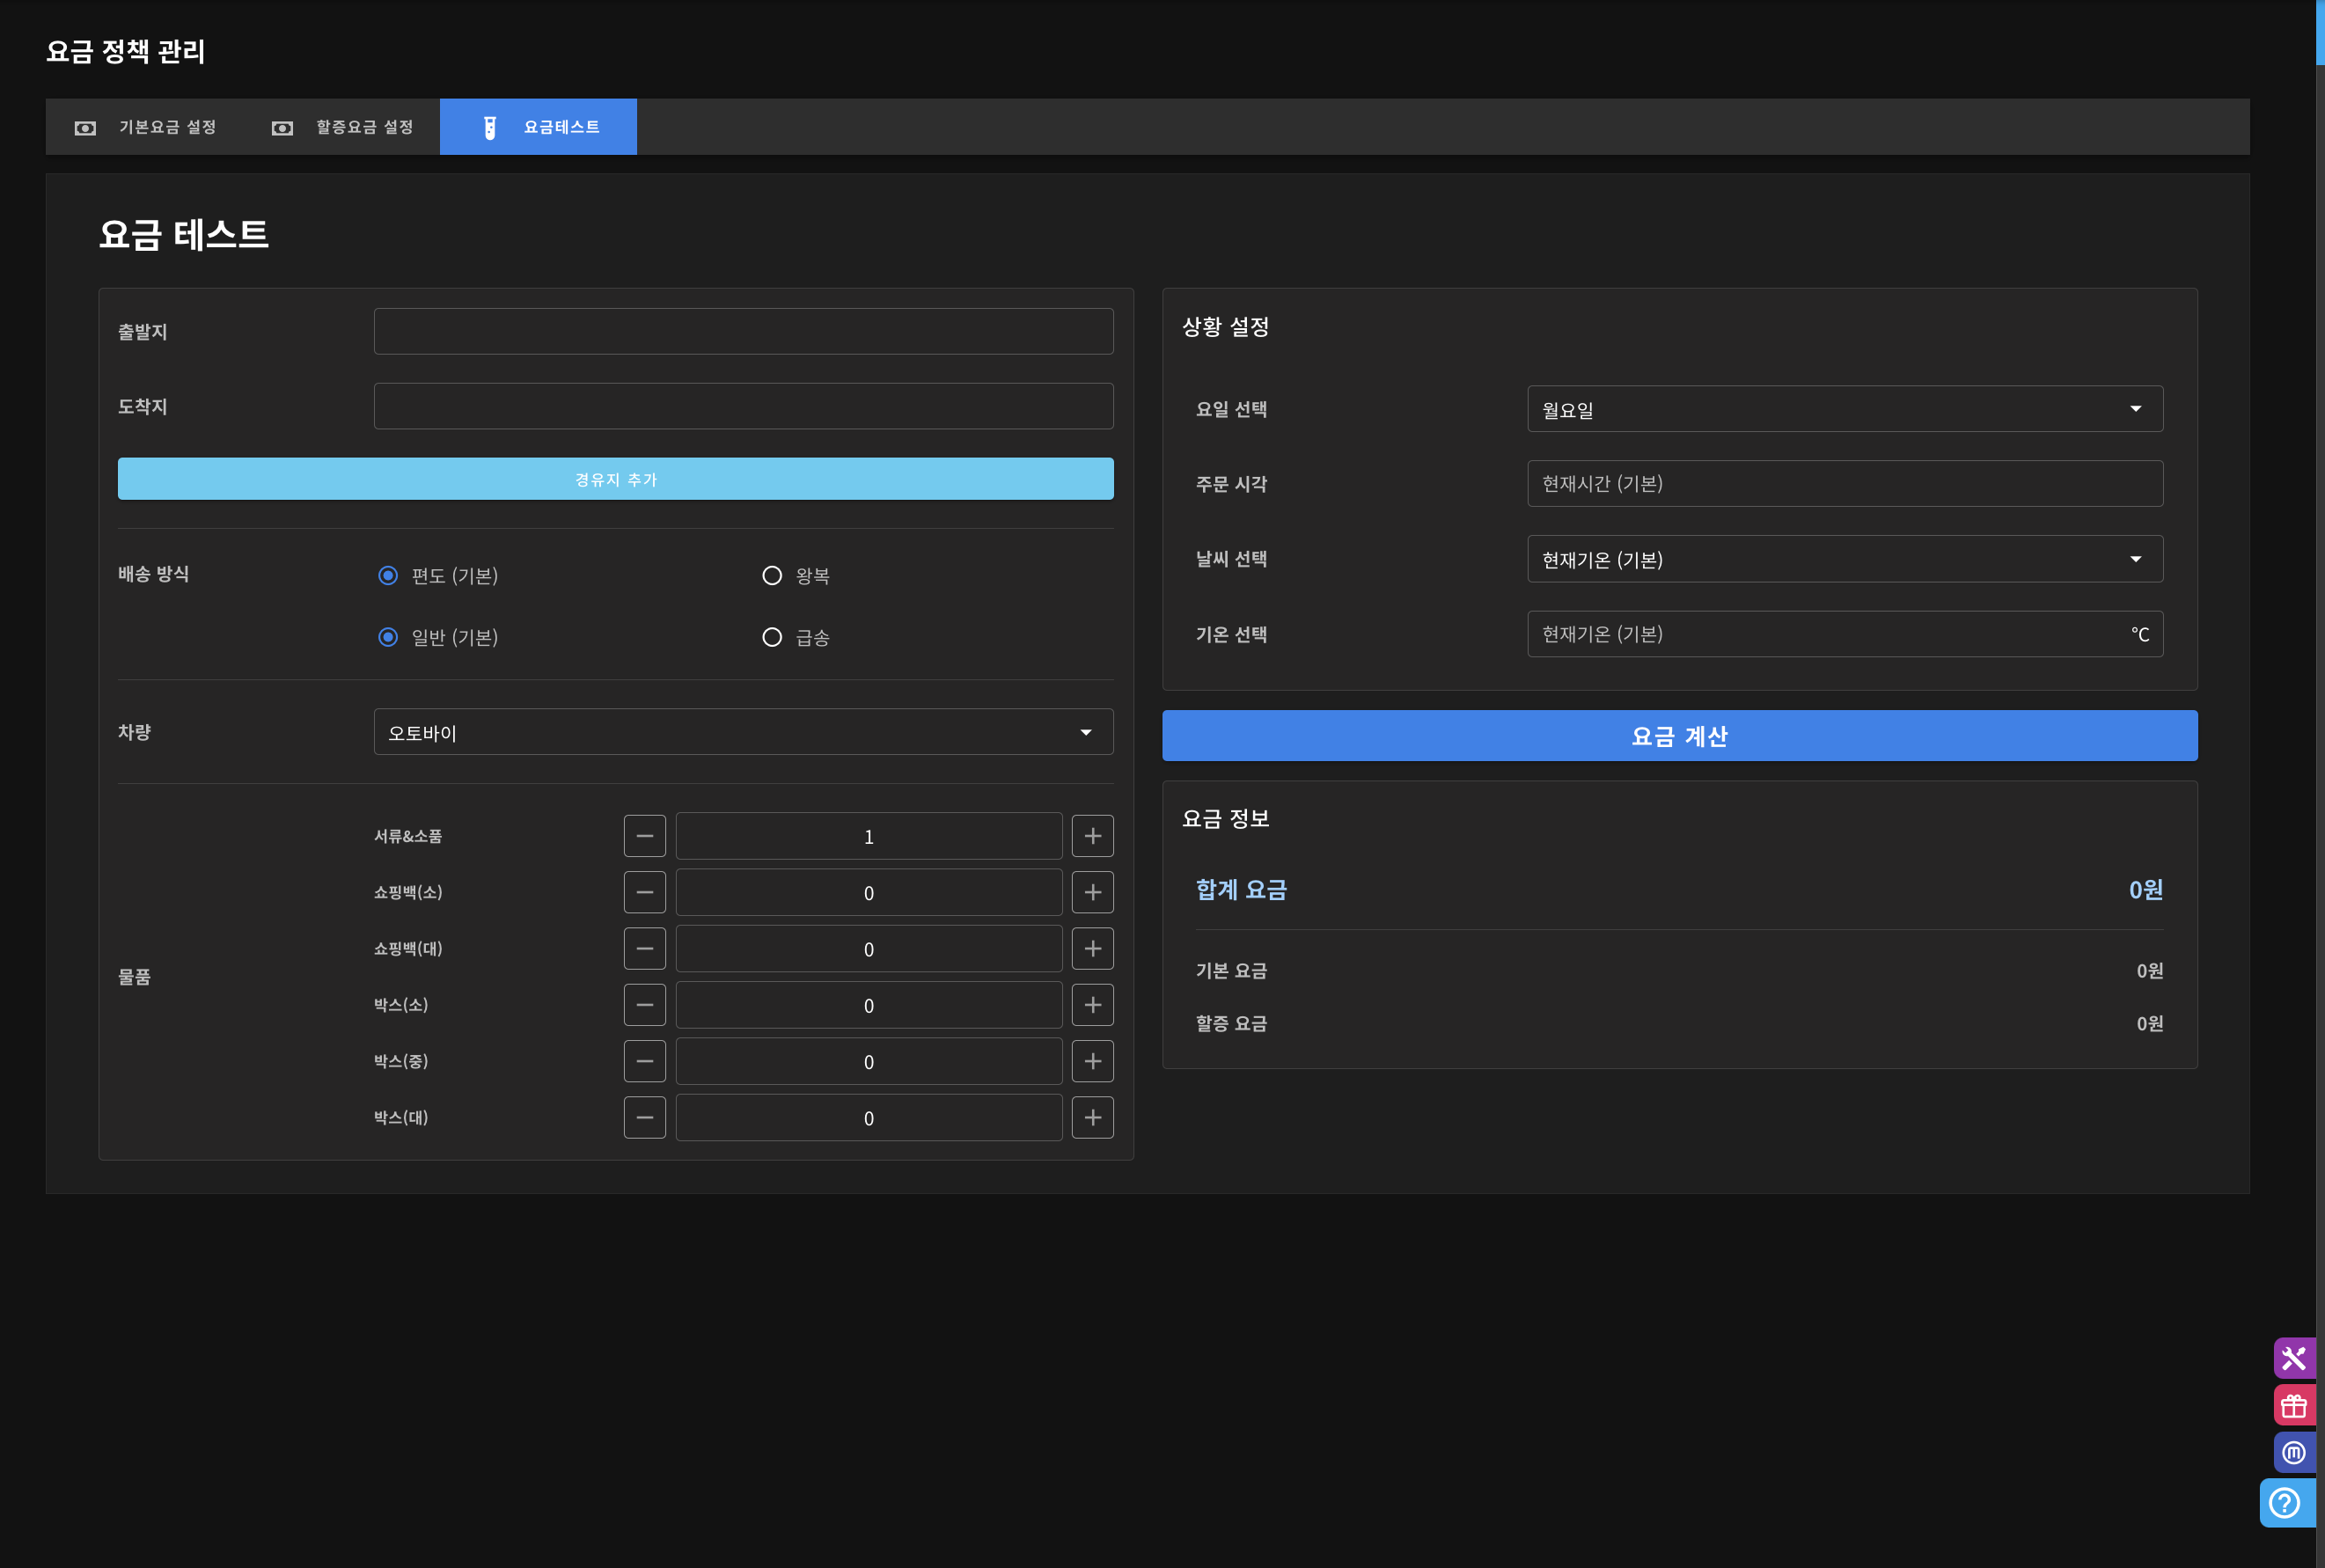 요금 정책 관리
기본요금 설정
할증요금 설정
요금테스트
요금 테스트
출발지
도착지
경유지 추가
배송 방식
편도 (기본)
왕복
일반 (기본)
급송
차량
오토바이
물품
서류&소품
1
쇼핑백(소)
0
쇼핑백(대)
0
박스(소)
0
박스(중)
0
박스(대)
0
상황 설정
요일 선택
월요일
주문 시각
현재시간 (기본)
날씨 선택
현재기온 (기본)
기온 선택
현재기온 (기본)
°C
요금 계산
요금 정보
합계 요금
0원
기본 요금
0원
할증 요금
0원